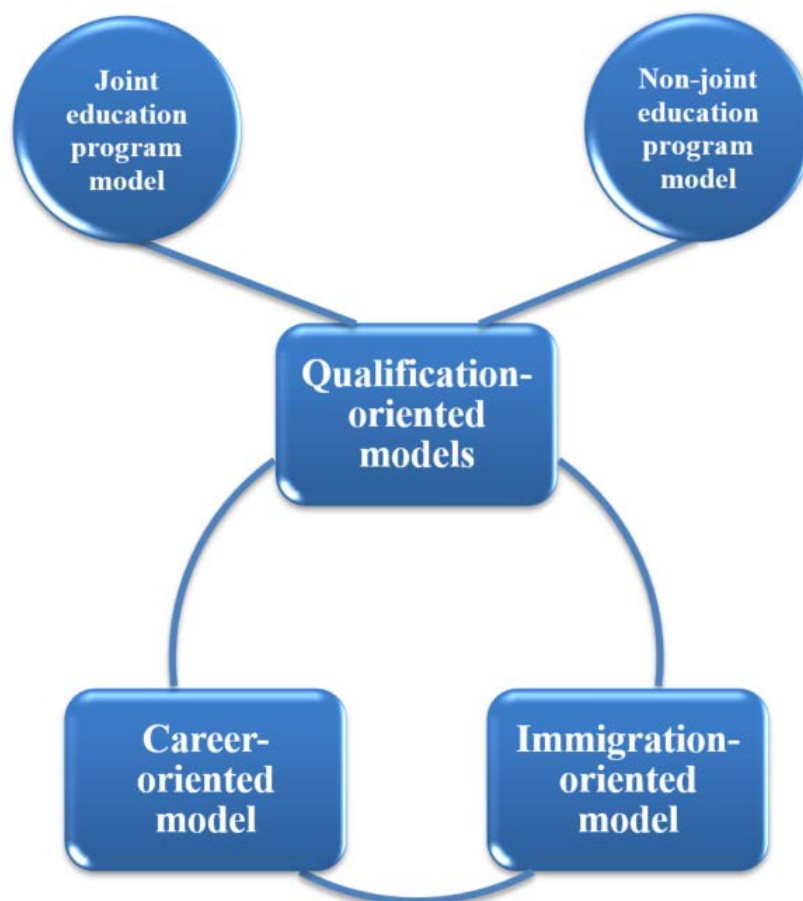 Joint
education
program
model
Non-joint
education
program
model
Qualification-
oriented
models
Career-
oriented
model
Immigration-
oriented
model